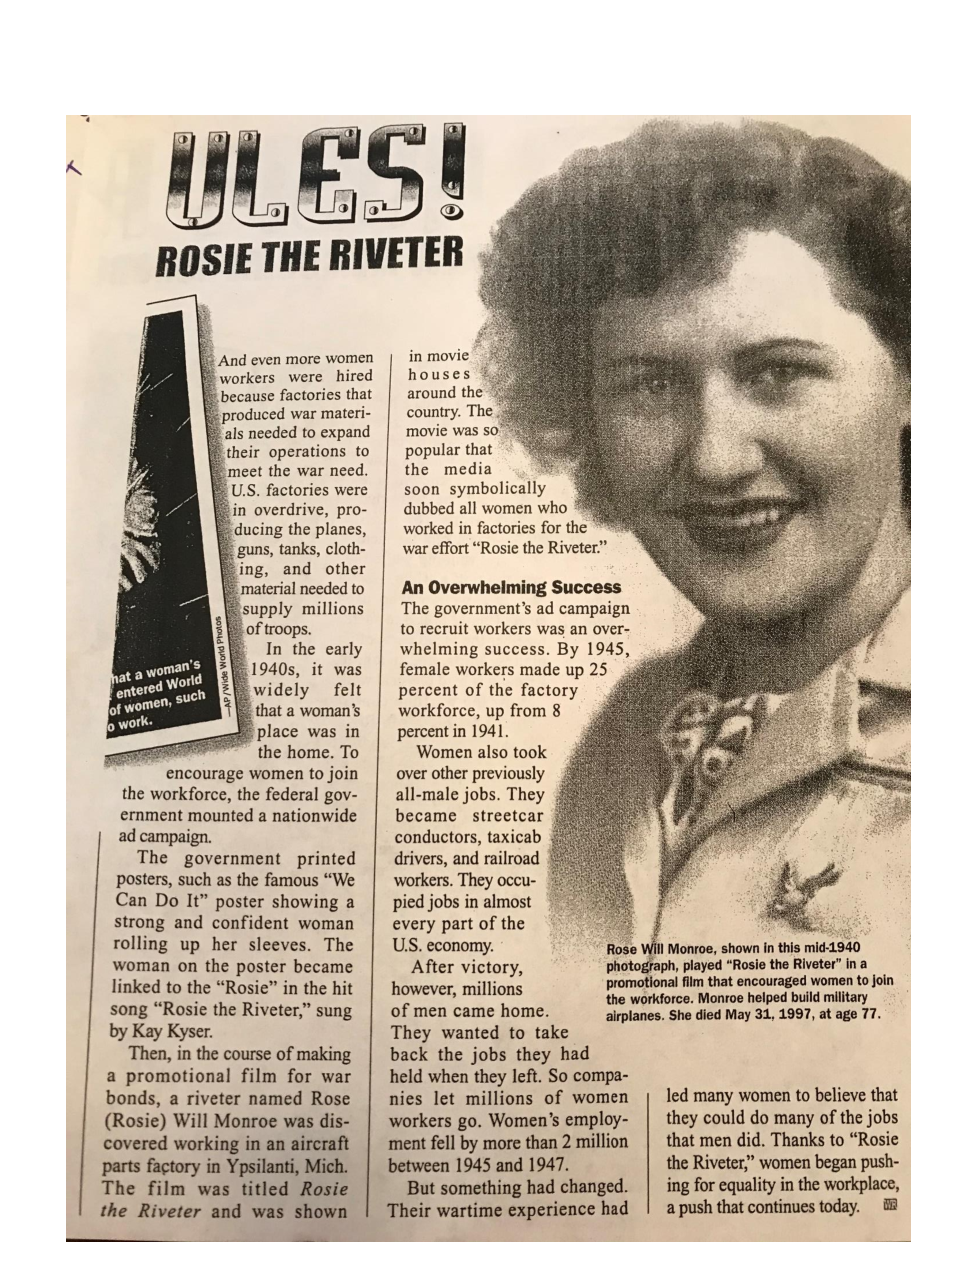 ULES!
ROSIE THE RIVETER
hat a woman's
entered World
of women, such
o work.
—AP/Wide World Photos
And even more women
workers were hired
because factories that
produced war materi-
als needed to expand
their operations to
meet the war need.
U.S. factories were
in overdrive, pro-
ducing the planes,
guns, tanks, cloth-
ing, and other
material needed to
supply millions
of troops.
In the early
1940s, it was
widely felt
that a woman's
place was in
the home. To
encourage women to join
the workforce, the federal gov-
ernment mounted a nationwide
ad campaign.
The government printed
posters, such as the famous “We
Can Do It” poster showing a
strong and confident woman
rolling up her sleeves. The
woman on the poster became
linked to the “Rosie” in the hit
song “Rosie the Riveter,” sung
by Kay Kyser.
Then, in the course of making
a promotional film for war
bonds, a riveter named Rose
(Rosie) Will Monroe was dis-
covered working in an aircraft
parts factory in Ypsilanti, Mich.
The film was titled Rosie
the Riveter and was shown
in movie
houses
around the
country. The
movie was so
popular that
the media
soon symbolically
dubbed all women who
worked in factories for the
war effort “Rosie the Riveter.”
An Overwhelming Success
The government's ad campaign
to recruit workers was an over-
whelming success. By 1945,
female workers made up 25
percent of the factory
workforce, up from 8
percent in 1941.
Women also took
over other previously
all-male jobs. They
became streetcar
conductors, taxicab
drivers, and railroad
workers. They occu-
pied jobs in almost
every part of the
U.S. economy.
After victory,
however, millions
of men came home.
They wanted to take
back the jobs they had
held when they left. So compa-
nies let millions of women
workers go. Women's employ-
ment fell by more than 2 million
between 1945 and 1947.
But something had changed.
Their wartime experience had
Rose Will Monroe, shown in this mid-1940
photograph, played “Rosie the Riveter” in a
promotional film that encouraged women to join
the workforce. Monroe helped build military
airplanes. She died May 31, 1997, at age 77.
led many women to believe that
they could do many of the jobs
that men did. Thanks to “Rosie
the Riveter,” women began push-
ing for equality in the workplace,
a push that continues today.